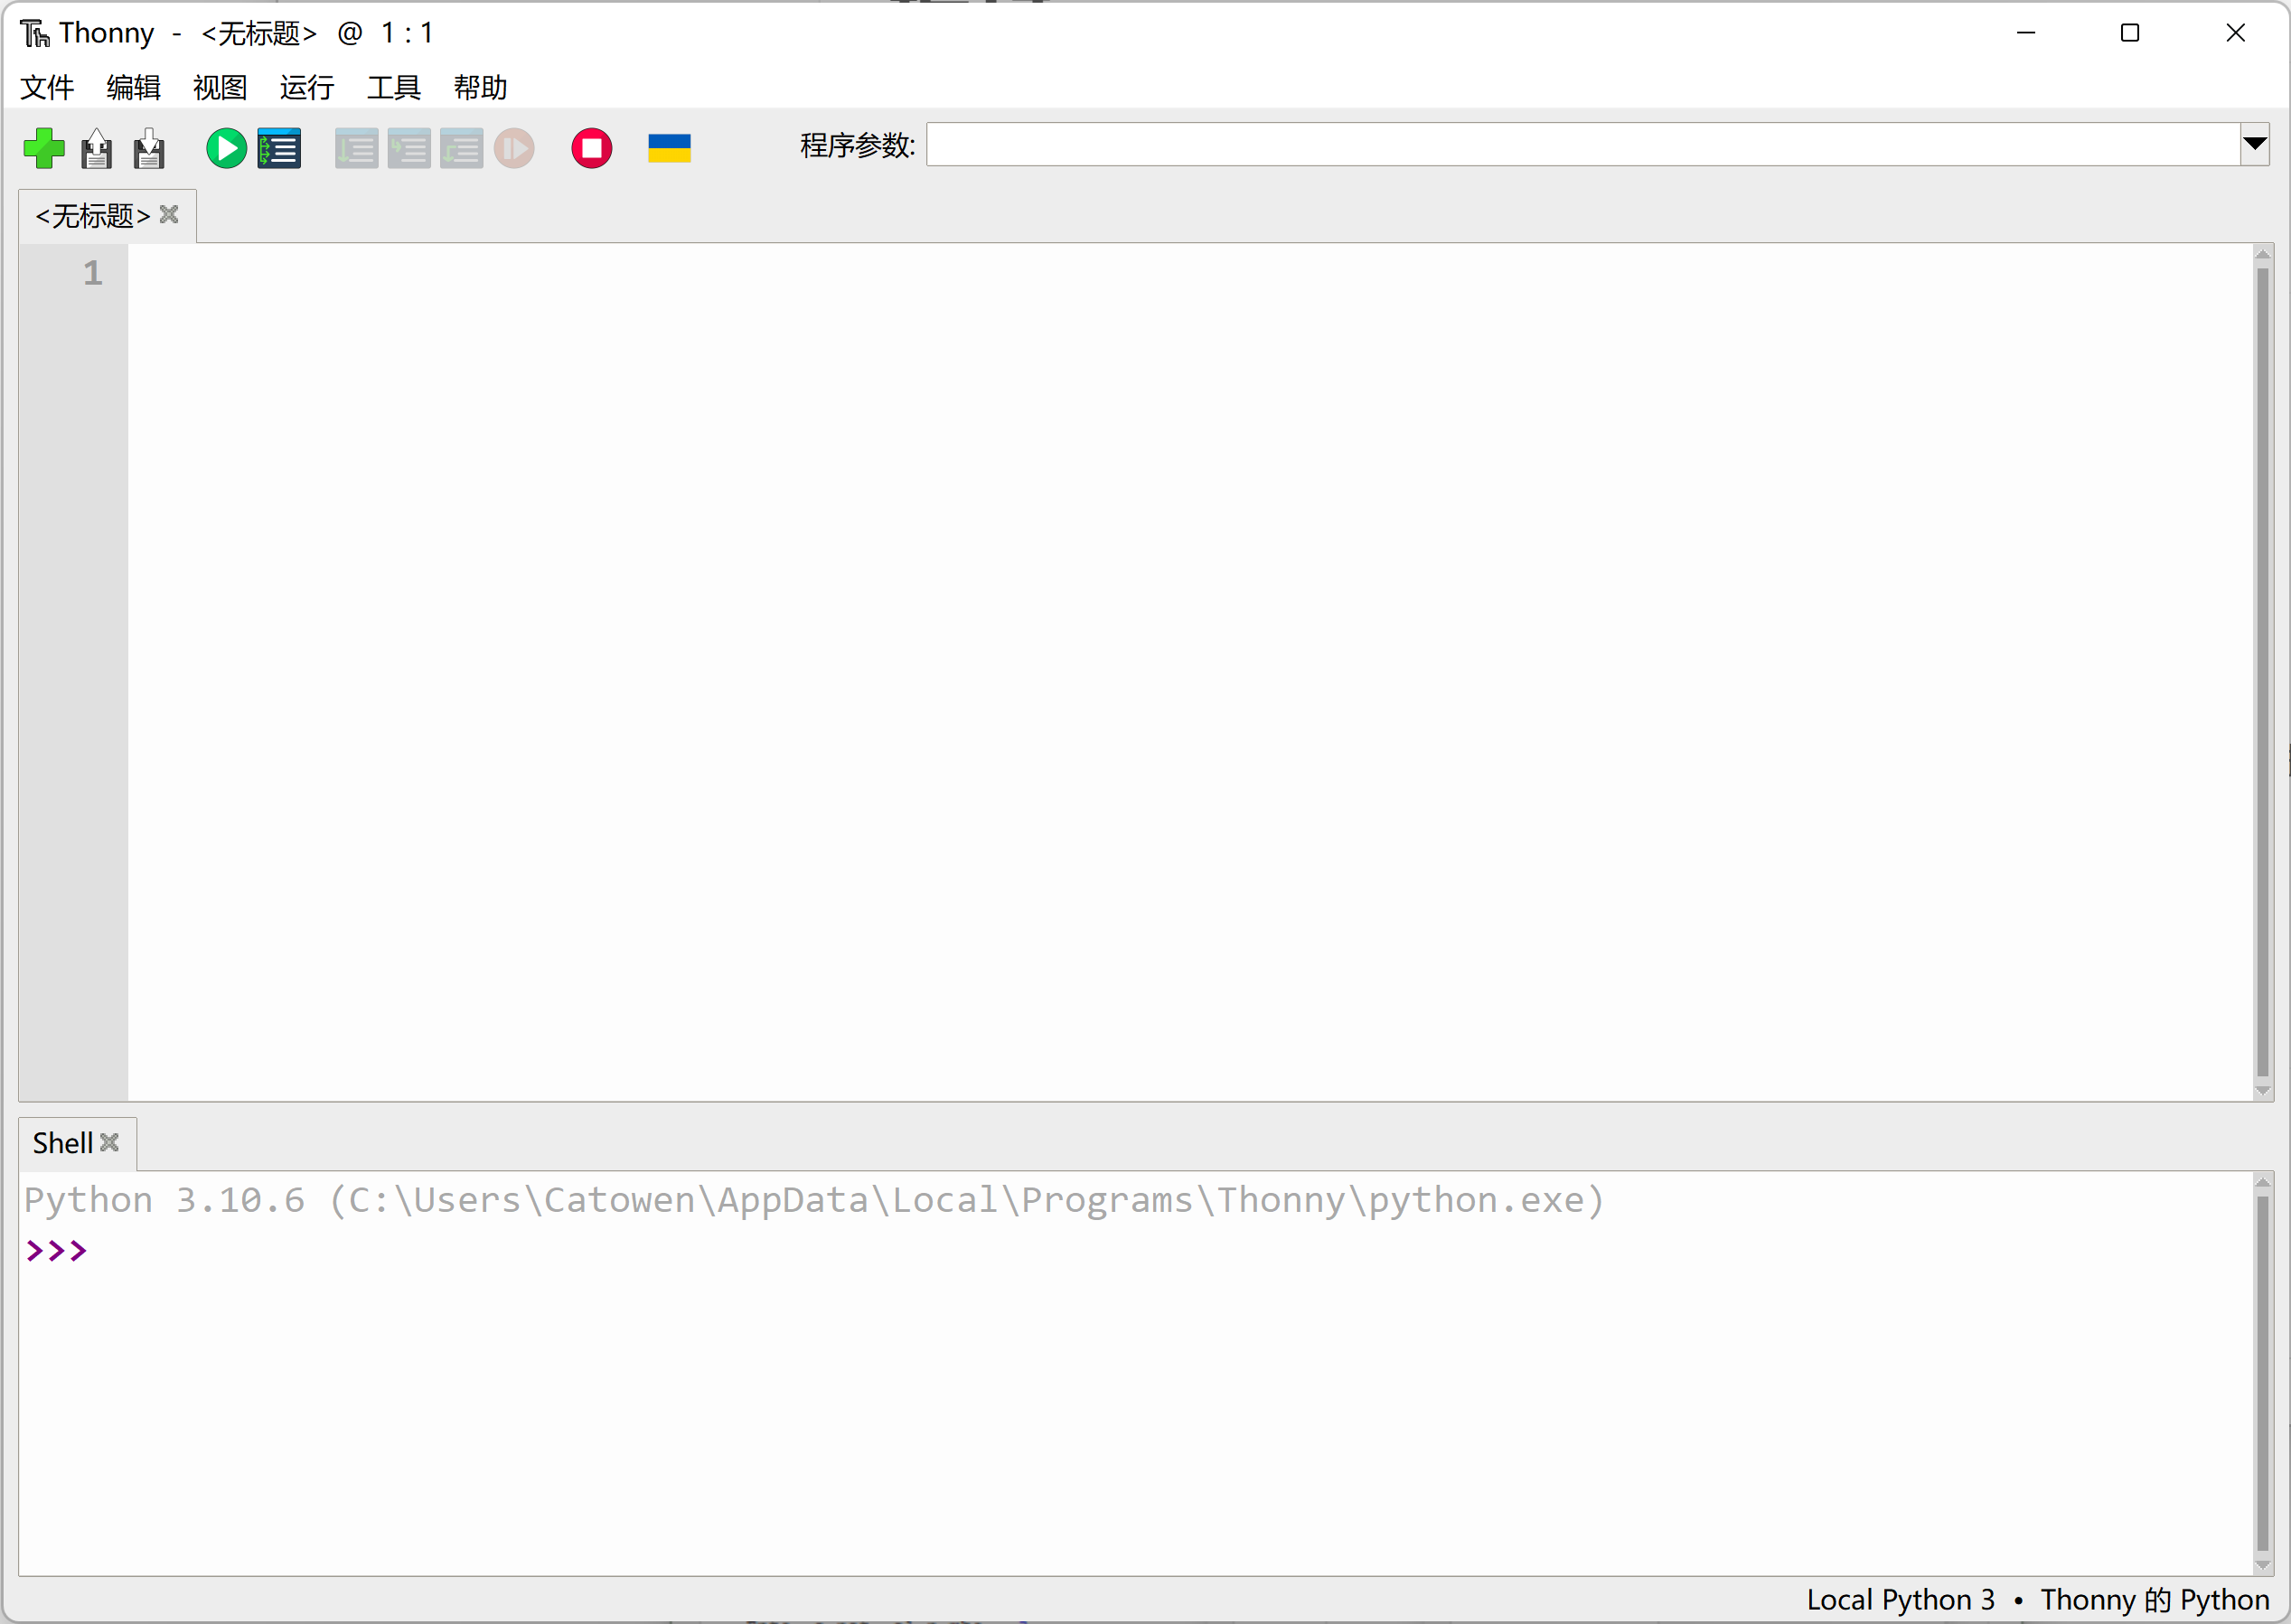 Thonny - <无标题> @ 1 : 1
文件 编辑 视图 运行 工具 帮助
程序参数:
<无标题>
1
Shell
Python 3.10.6 (C:\Users\Catowen\AppData\Local\Programs\Thonny\python.exe)
>>>
Local Python 3 • Thonny 的 Python